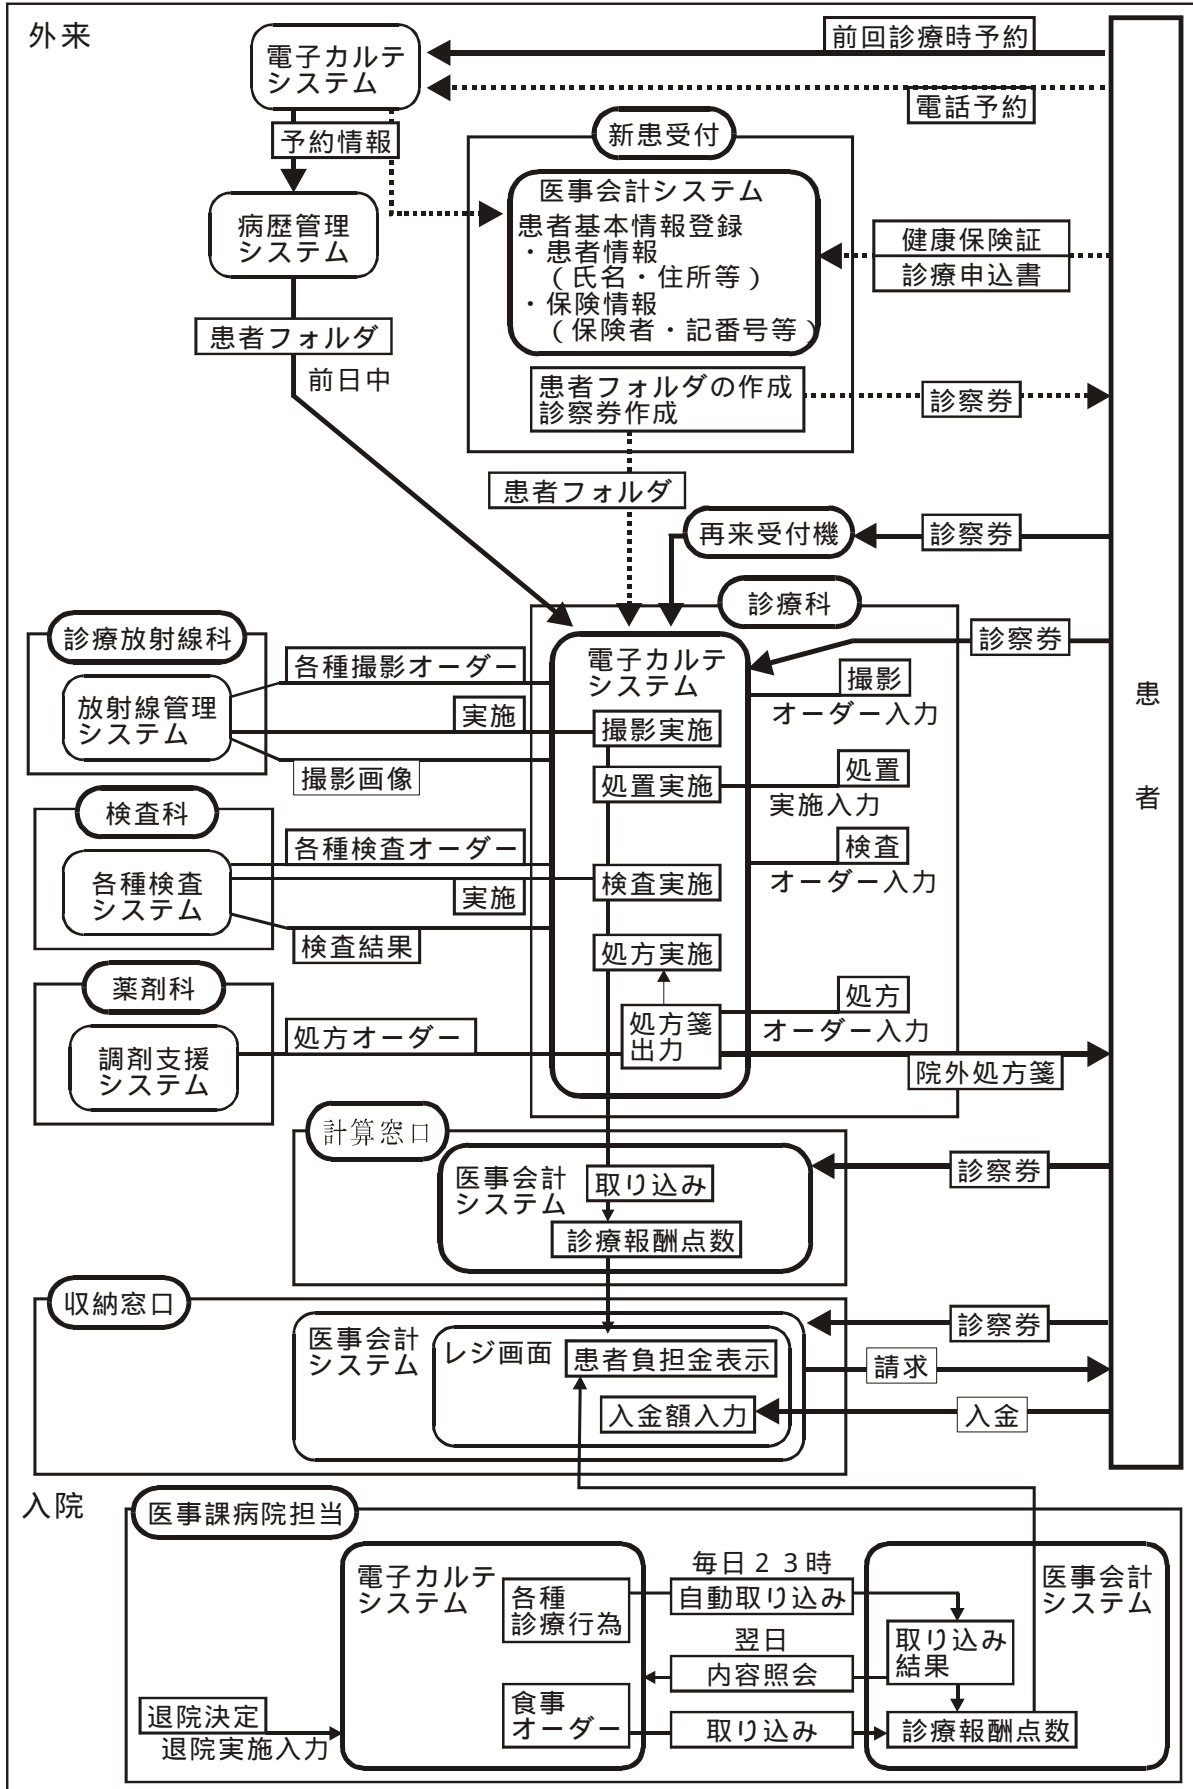 外来
電子カルテ
システム
前回診療時予約
電話予約
予約情報
新患受付
病歴管理
システム
医事会計システム
患者基本情報登録
・患者情報
（氏名・住所等）
・保険情報
（保険者・記番号等）
健康保険証
診療申込書
患者フォルダ
前日中
患者フォルダの作成
診察券作成
診察券
患者フォルダ
再来受付機
診察券
診療科
診察券
患者
診療放射線科
放射線管理
システム
各種撮影オーダー
実施
撮影画像
電子カルテ
システム
撮影実施
処置実施
検査実施
処方実施
処方箋
出力
撮影
オーダー入力
処置
実施入力
検査
オーダー入力
処方
オーダー入力
院外処方箋
検査科
各種検査
システム
各種検査オーダー
実施
検査結果
薬剤科
調剤支援
システム
処方オーダー
計算窓口
医事会計
システム
取り込み
診療報酬点数
診察券
収納窓口
医事会計
システム
レジ画面
患者負担金表示
入金額入力
診察券
請求
入金
入院
医事課病院担当
電子カルテ
システム
各種
診療行為
食事
オーダー
毎日２３時
自動取り込み
翌日
内容照会
取り込み
医事会計
システム
取り込み
結果
診療報酬点数
退院決定
退院実施入力